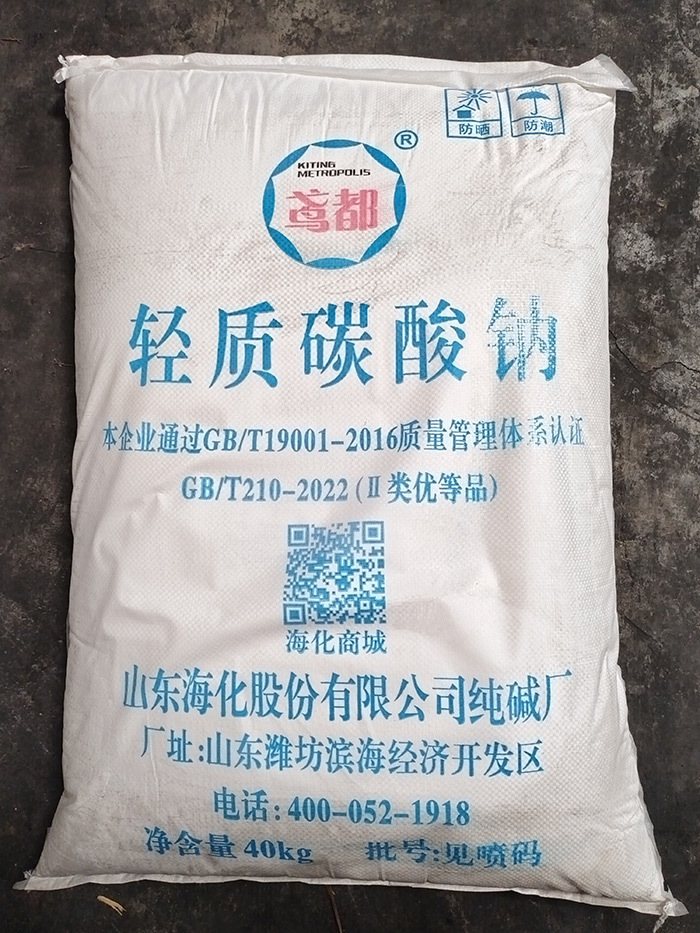 防晒 防潮
®
KITING
METROPOLIS
鸢都
轻质碳酸钠
本企业通过GB/T19001-2016质量管理体系认证
GB/T210-2022(Ⅱ类优等品)
海化商城
山东海化股份有限公司纯碱厂
厂址:山东潍坊滨海经济开发区
电话:400-052-1918
净含量 40kg 批号:见喷码